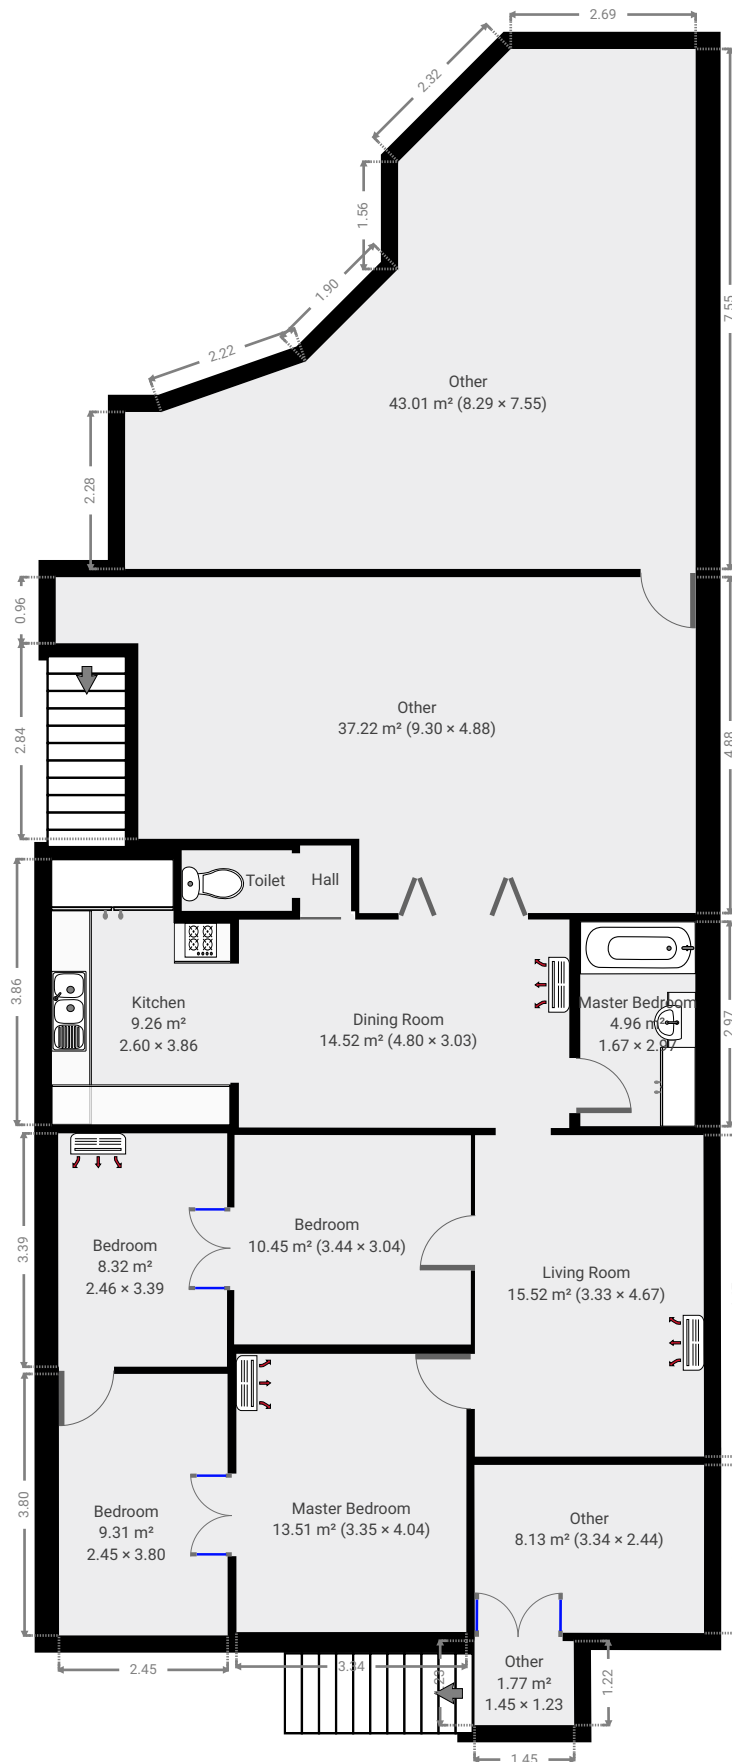 2.69
2.32
1.56
1.90
2.22
7.55
Other
43.01 m² (8.29 × 7.55)
2.28
0.96
2.84
4.88
Other
37.22 m² (9.30 × 4.88)
Toilet
Hall
3.86
Kitchen
9.26 m²
2.60 × 3.86
Dining Room
14.52 m² (4.80 × 3.03)
Master Bedroom
4.96 m²
1.67 × 2.97
2.97
3.39
Bedroom
8.32 m²
2.46 × 3.39
Bedroom
10.45 m² (3.44 × 3.04)
Living Room
15.52 m² (3.33 × 4.67)
3.80
Bedroom
9.31 m²
2.45 × 3.80
Master Bedroom
13.51 m² (3.35 × 4.04)
Other
8.13 m² (3.34 × 2.44)
2.45
3.34
Other
1.77 m²
1.45 × 1.23
1.22
1.45